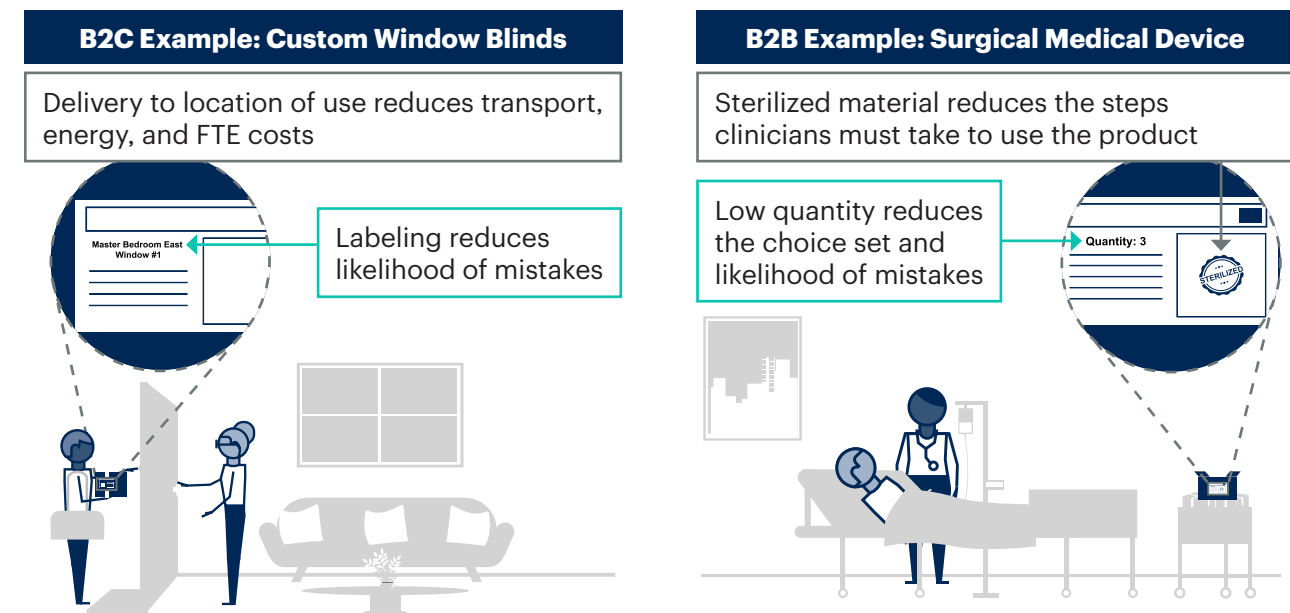 B2C Example: Custom Window Blinds
Delivery to location of use reduces transport,
energy, and FTE costs
Labeling reduces
likelihood of mistakes
Master Bedroom East
Window #1
B2B Example: Surgical Medical Device
Sterilized material reduces the steps
clinicians must take to use the product
Low quantity reduces
the choice set and
likelihood of mistakes
Quantity: 3
STERILIZED